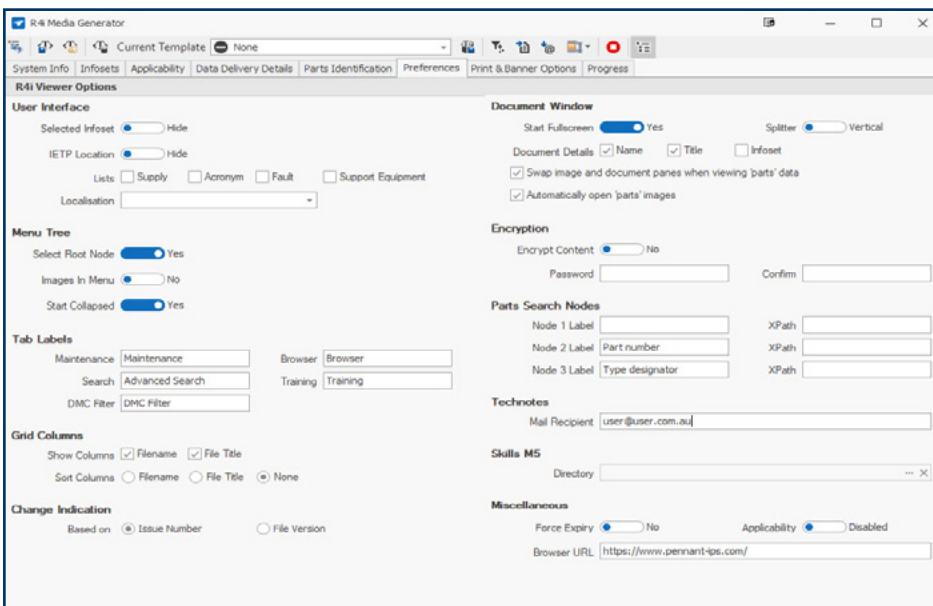 R4i Media Generator
Current Template None
System Info Infosets Applicability Data Delivery Details Parts Identification Preferences Print & Banner Options Progress
R4i Viewer Options
User Interface
Selected Infoset Hide
IETP Location Hide
Lists Supply Acronym Fault Support Equipment
Localisation
Menu Tree
Select Root Node Yes
Images In Menu No
Start Collapsed Yes
Tab Labels
Maintenance Maintenance Browser Browser
Search Advanced Search Training Training
DMC Filter DMC Filter
Grid Columns
Show Columns Filename File Title
Sort Columns Filename File Title None
Change Indication
Based on Issue Number File Version
Document Window
Start Fullscreen Yes Splitter Vertical
Document Details Name Title Infoset
Swap image and document panes when viewing 'parts' data
Automatically open 'parts' images
Encryption
Encrypt Content No
Password Confirm
Parts Search Nodes
Node 1 Label XPath
Node 2 Label Part number XPath
Node 3 Label Type designator XPath
Technotes
Mail Recipient user@user.com.au
Skills M5
Directory
Miscellaneous
Force Expiry No Applicability Disabled
Browser URL https://www.pennant-ips.com/